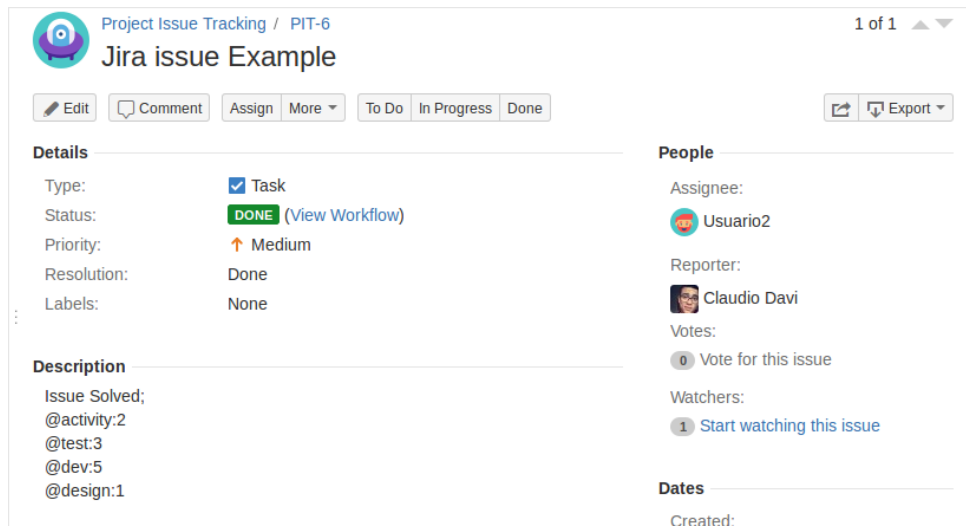 Project Issue Tracking / PIT-6
1 of 1
Jira issue Example
Edit Comment Assign More To Do In Progress Done Export
Details
Type: Task
Status: DONE (View Workflow)
Priority: Medium
Resolution: Done
Labels: None
Description
Issue Solved;
@activity:2
@test:3
@dev:5
@design:1
People
Assignee:
Usuario2
Reporter:
Claudio Davi
Votes:
0 Vote for this issue
Watchers:
1 Start watching this issue
Dates
Created: